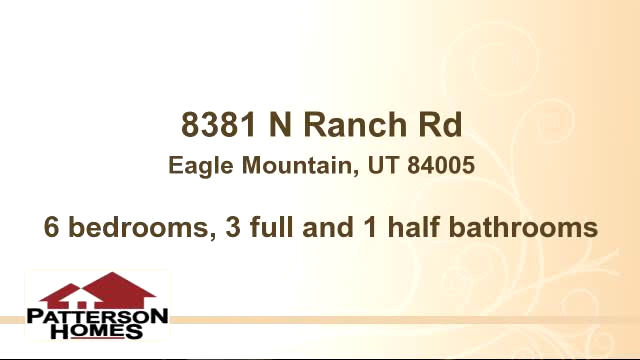 8381 N Ranch Rd
Eagle Mountain, UT 84005
6 bedrooms, 3 full and 1 half bathrooms
PATTERSON
HOMES